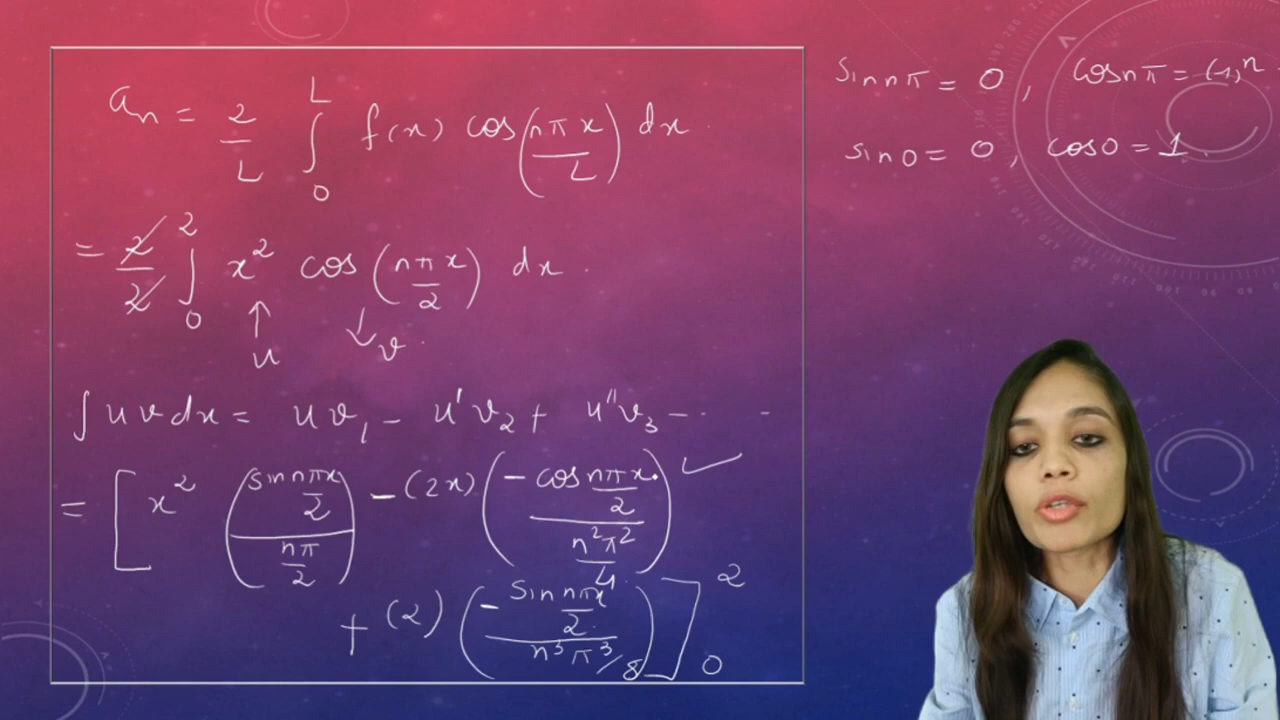 aₙ = 2/L ∫₀ᴸ f(x) cos(nπx/L) dx.
= 2/2 ∫₀² x² cos(nπx/2) dx.
↑ u ↓ v.
∫uvdx = uv₁ − u'v₂ + u''v₃ − . . -
= [x² (sin nπx/2 / nπ/2) − (2x) (− cos nπx/2 / n²π²/4) ✓
+ (2) (− sin nπx/2 / n³π³/8)]₀²
sin nπ = 0, cos nπ = (-1)ⁿ
sin 0 = 0, cos 0 = 1.